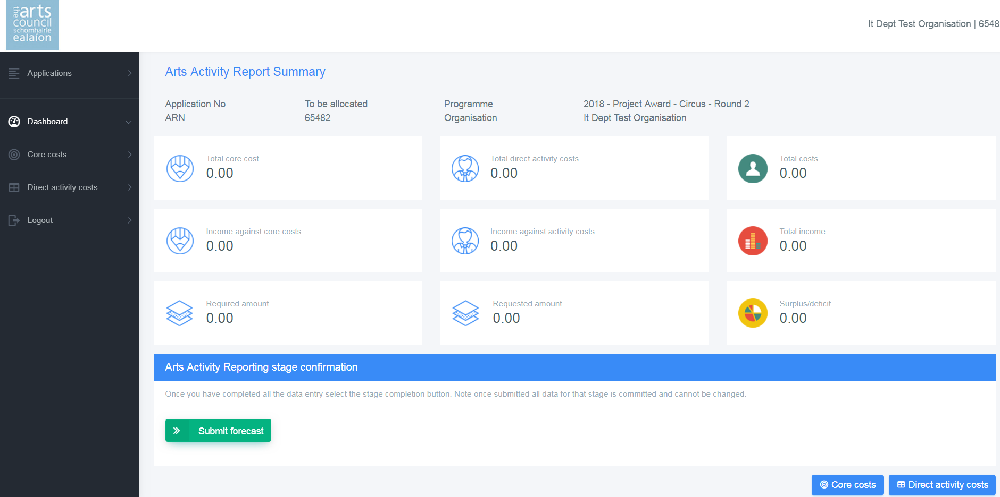 the arts
council
chomhairle
ealaíon
It Dept Test Organisation | 6548
Applications
Dashboard
Core costs
Direct activity costs
Logout
Arts Activity Report Summary
Application No To be allocated Programme 2018 - Project Award - Circus - Round 2
ARN 65482 Organisation It Dept Test Organisation
Total core cost
0.00
Total direct activity costs
0.00
Total costs
0.00
Income against core costs
0.00
Income against activity costs
0.00
Total income
0.00
Required amount
0.00
Requested amount
0.00
Surplus/deficit
0.00
Arts Activity Reporting stage confirmation
Once you have completed all the data entry select the stage completion button. Note once submitted all data for that stage is committed and cannot be changed.
Submit forecast
Core costs
Direct activity costs